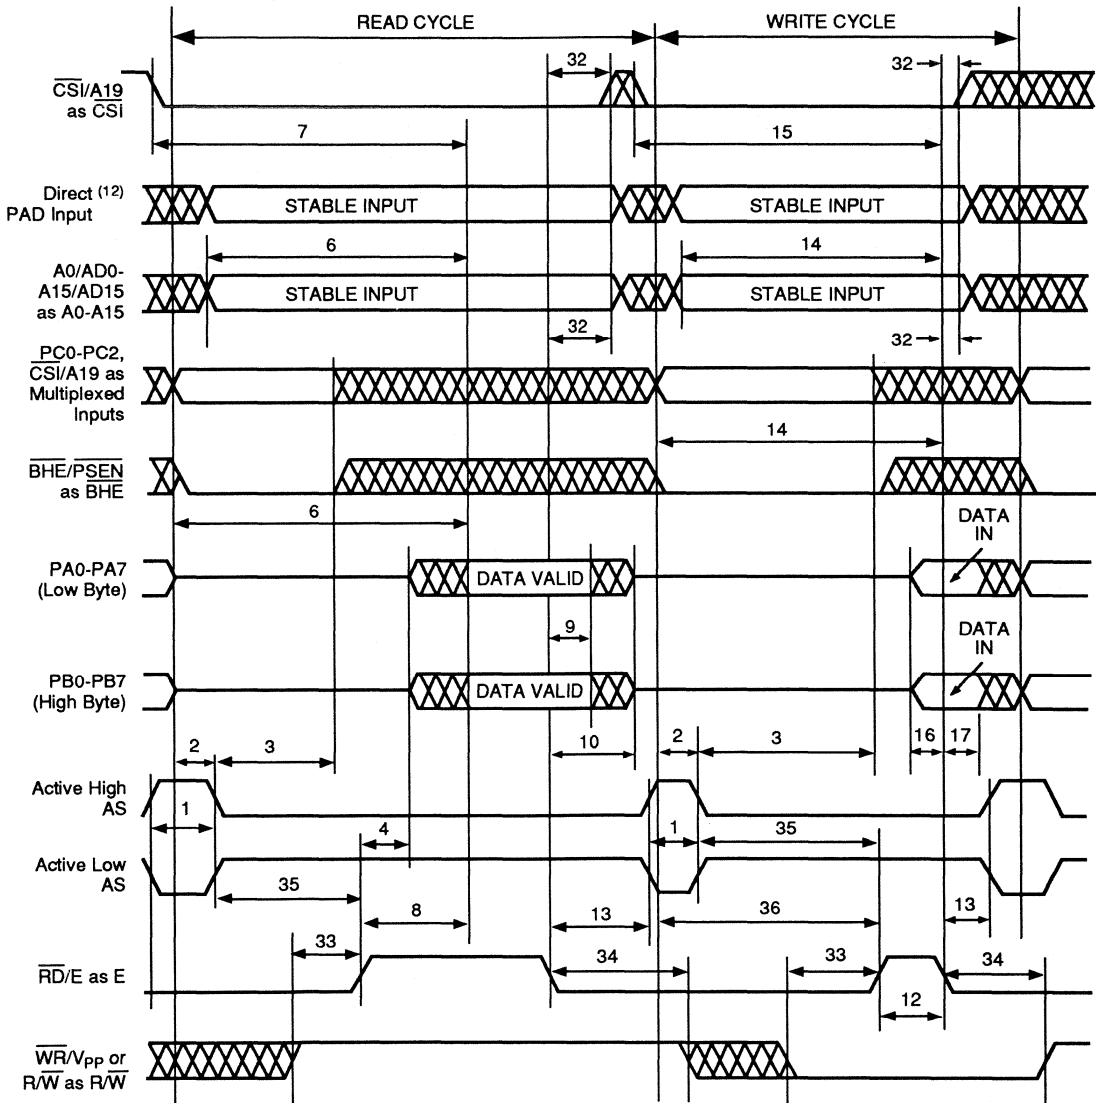 READ CYCLE
WRITE CYCLE
32
32
CSI/A19
as CSI
7
15
Direct (12)
PAD Input
STABLE INPUT
STABLE INPUT
6
14
A0/AD0-
A15/AD15
as A0-A15
STABLE INPUT
STABLE INPUT
32
32
PC0-PC2,
CSI/A19 as
Multiplexed
Inputs
14
BHE/PSEN
as BHE
6
DATA
IN
PA0-PA7
(Low Byte)
DATA VALID
9
DATA
IN
PB0-PB7
(High Byte)
DATA VALID
2
3
10
2
3
16
17
Active High
AS
1
4
1
35
Active Low
AS
35
8
13
36
13
33
34
33
34
RD/E as E
12
WR/VPP or
R/W as R/W